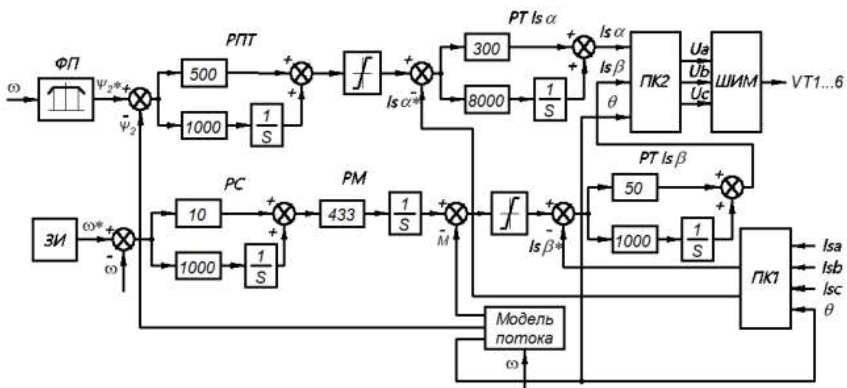 РПТ
РТ Is α
ФП
ω
ψ₂*
+
-
ψ₂
500
1000
1
S
+
+
+
-
Is α*
300
8000
1
S
+
+
Is α
Is β
θ
ПК2
Ua
Ub
Uc
ШИМ
VT1...6
РС
РМ
РТ Is β
ЗИ
ω*
+
-
ω
10
1000
1
S
+
+
433
1
S
+
-
М
+
-
Is β*
50
1000
1
S
+
+
ПК1
Isa
Isb
Isc
θ
Модель
потока
ω